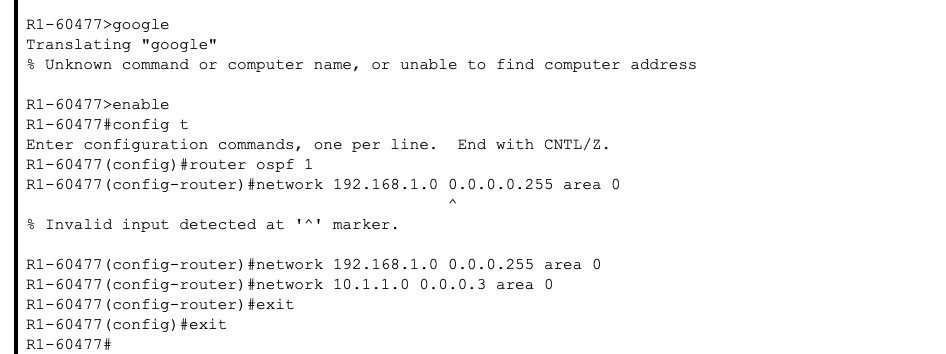 R1-60477>google
Translating "google"
% Unknown command or computer name, or unable to find computer address
R1-60477>enable
R1-60477#config t
Enter configuration commands, one per line.  End with CNTL/Z.
R1-60477(config)#router ospf 1
R1-60477(config-router)#network 192.168.1.0 0.0.0.0.255 area 0
^
% Invalid input detected at '^' marker.
R1-60477(config-router)#network 192.168.1.0 0.0.0.255 area 0
R1-60477(config-router)#network 10.1.1.0 0.0.0.3 area 0
R1-60477(config-router)#exit
R1-60477(config)#exit
R1-60477#